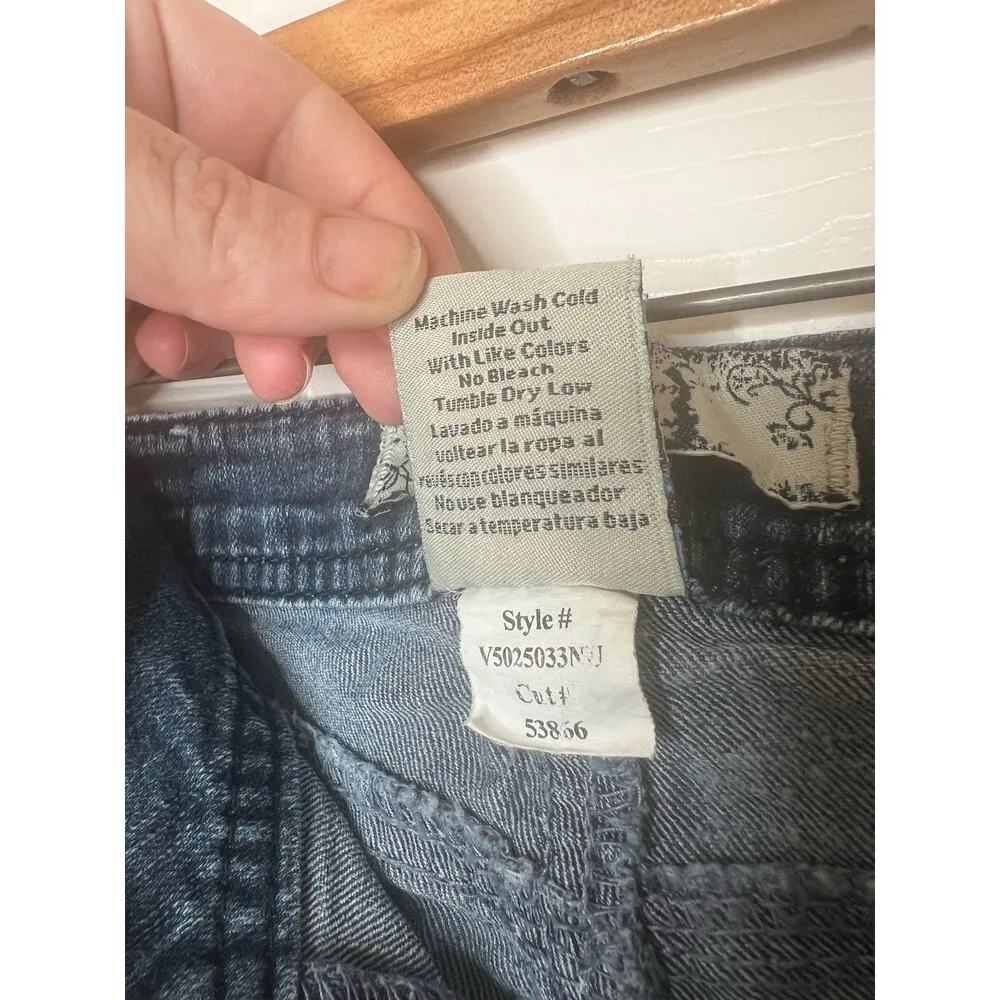 Machine Wash Cold
Inside Out
With Like Colors
No Bleach
Tumble Dry Low
Lavado a máquina
voltear la ropa al
revés con colores similares
No use blanqueador
Secar a temperatura baja
Style #
Cut #
53866